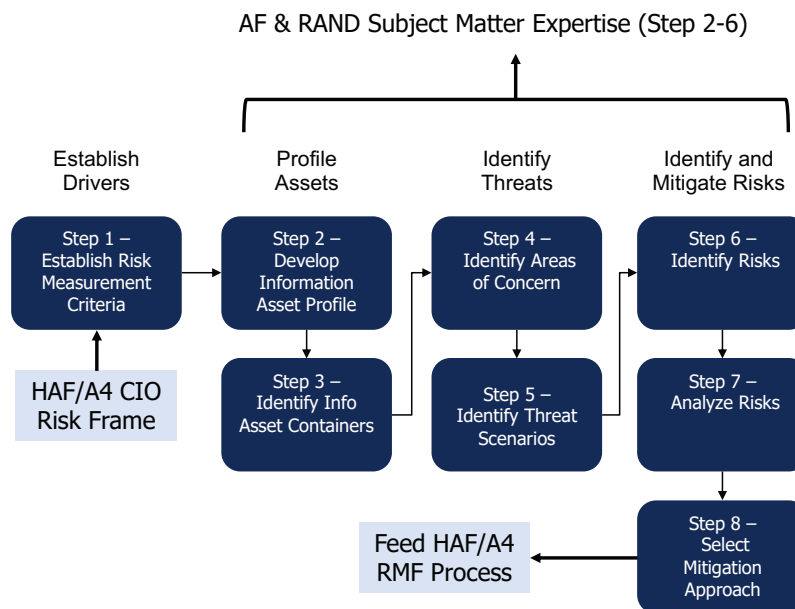 AF & RAND Subject Matter Expertise (Step 2-6)
Establish
Drivers
Profile
Assets
Identify
Threats
Identify and
Mitigate Risks
Step 1 –
Establish Risk
Measurement
Criteria
Step 2 –
Develop
Information
Asset Profile
Step 4 –
Identify Areas
of Concern
Step 6 –
Identify Risks
HAF/A4 CIO
Risk Frame
Step 3 –
Identify Info
Asset Containers
Step 5 –
Identify Threat
Scenarios
Step 7 –
Analyze Risks
Feed HAF/A4
RMF Process
Step 8 –
Select
Mitigation
Approach